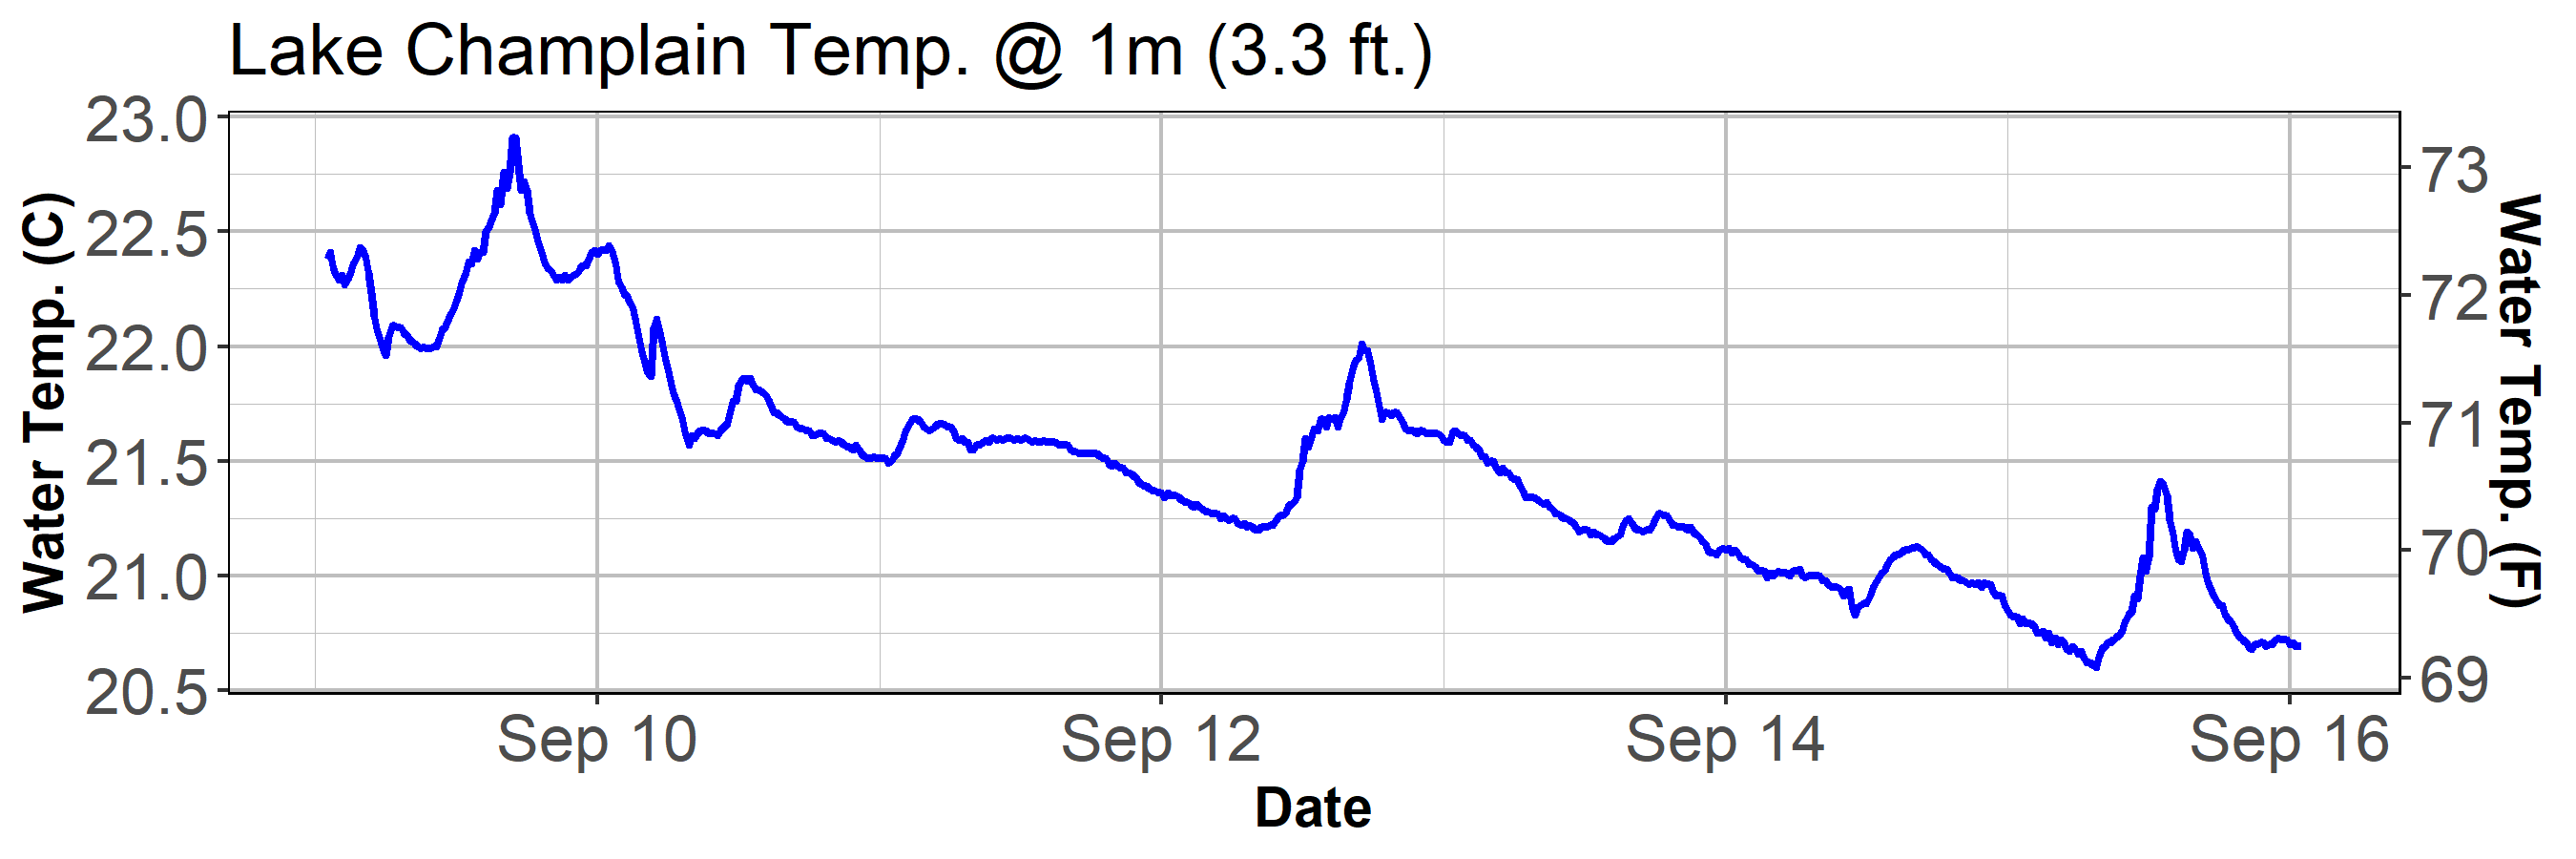 Lake Champlain Temp. @ 1m (3.3 ft.)
Water Temp. (C)
23.0
22.5
22.0
21.5
21.0
20.5
73
72
71
70
69
Water Temp. (F)
Sep 10
Sep 12
Sep 14
Sep 16
Date